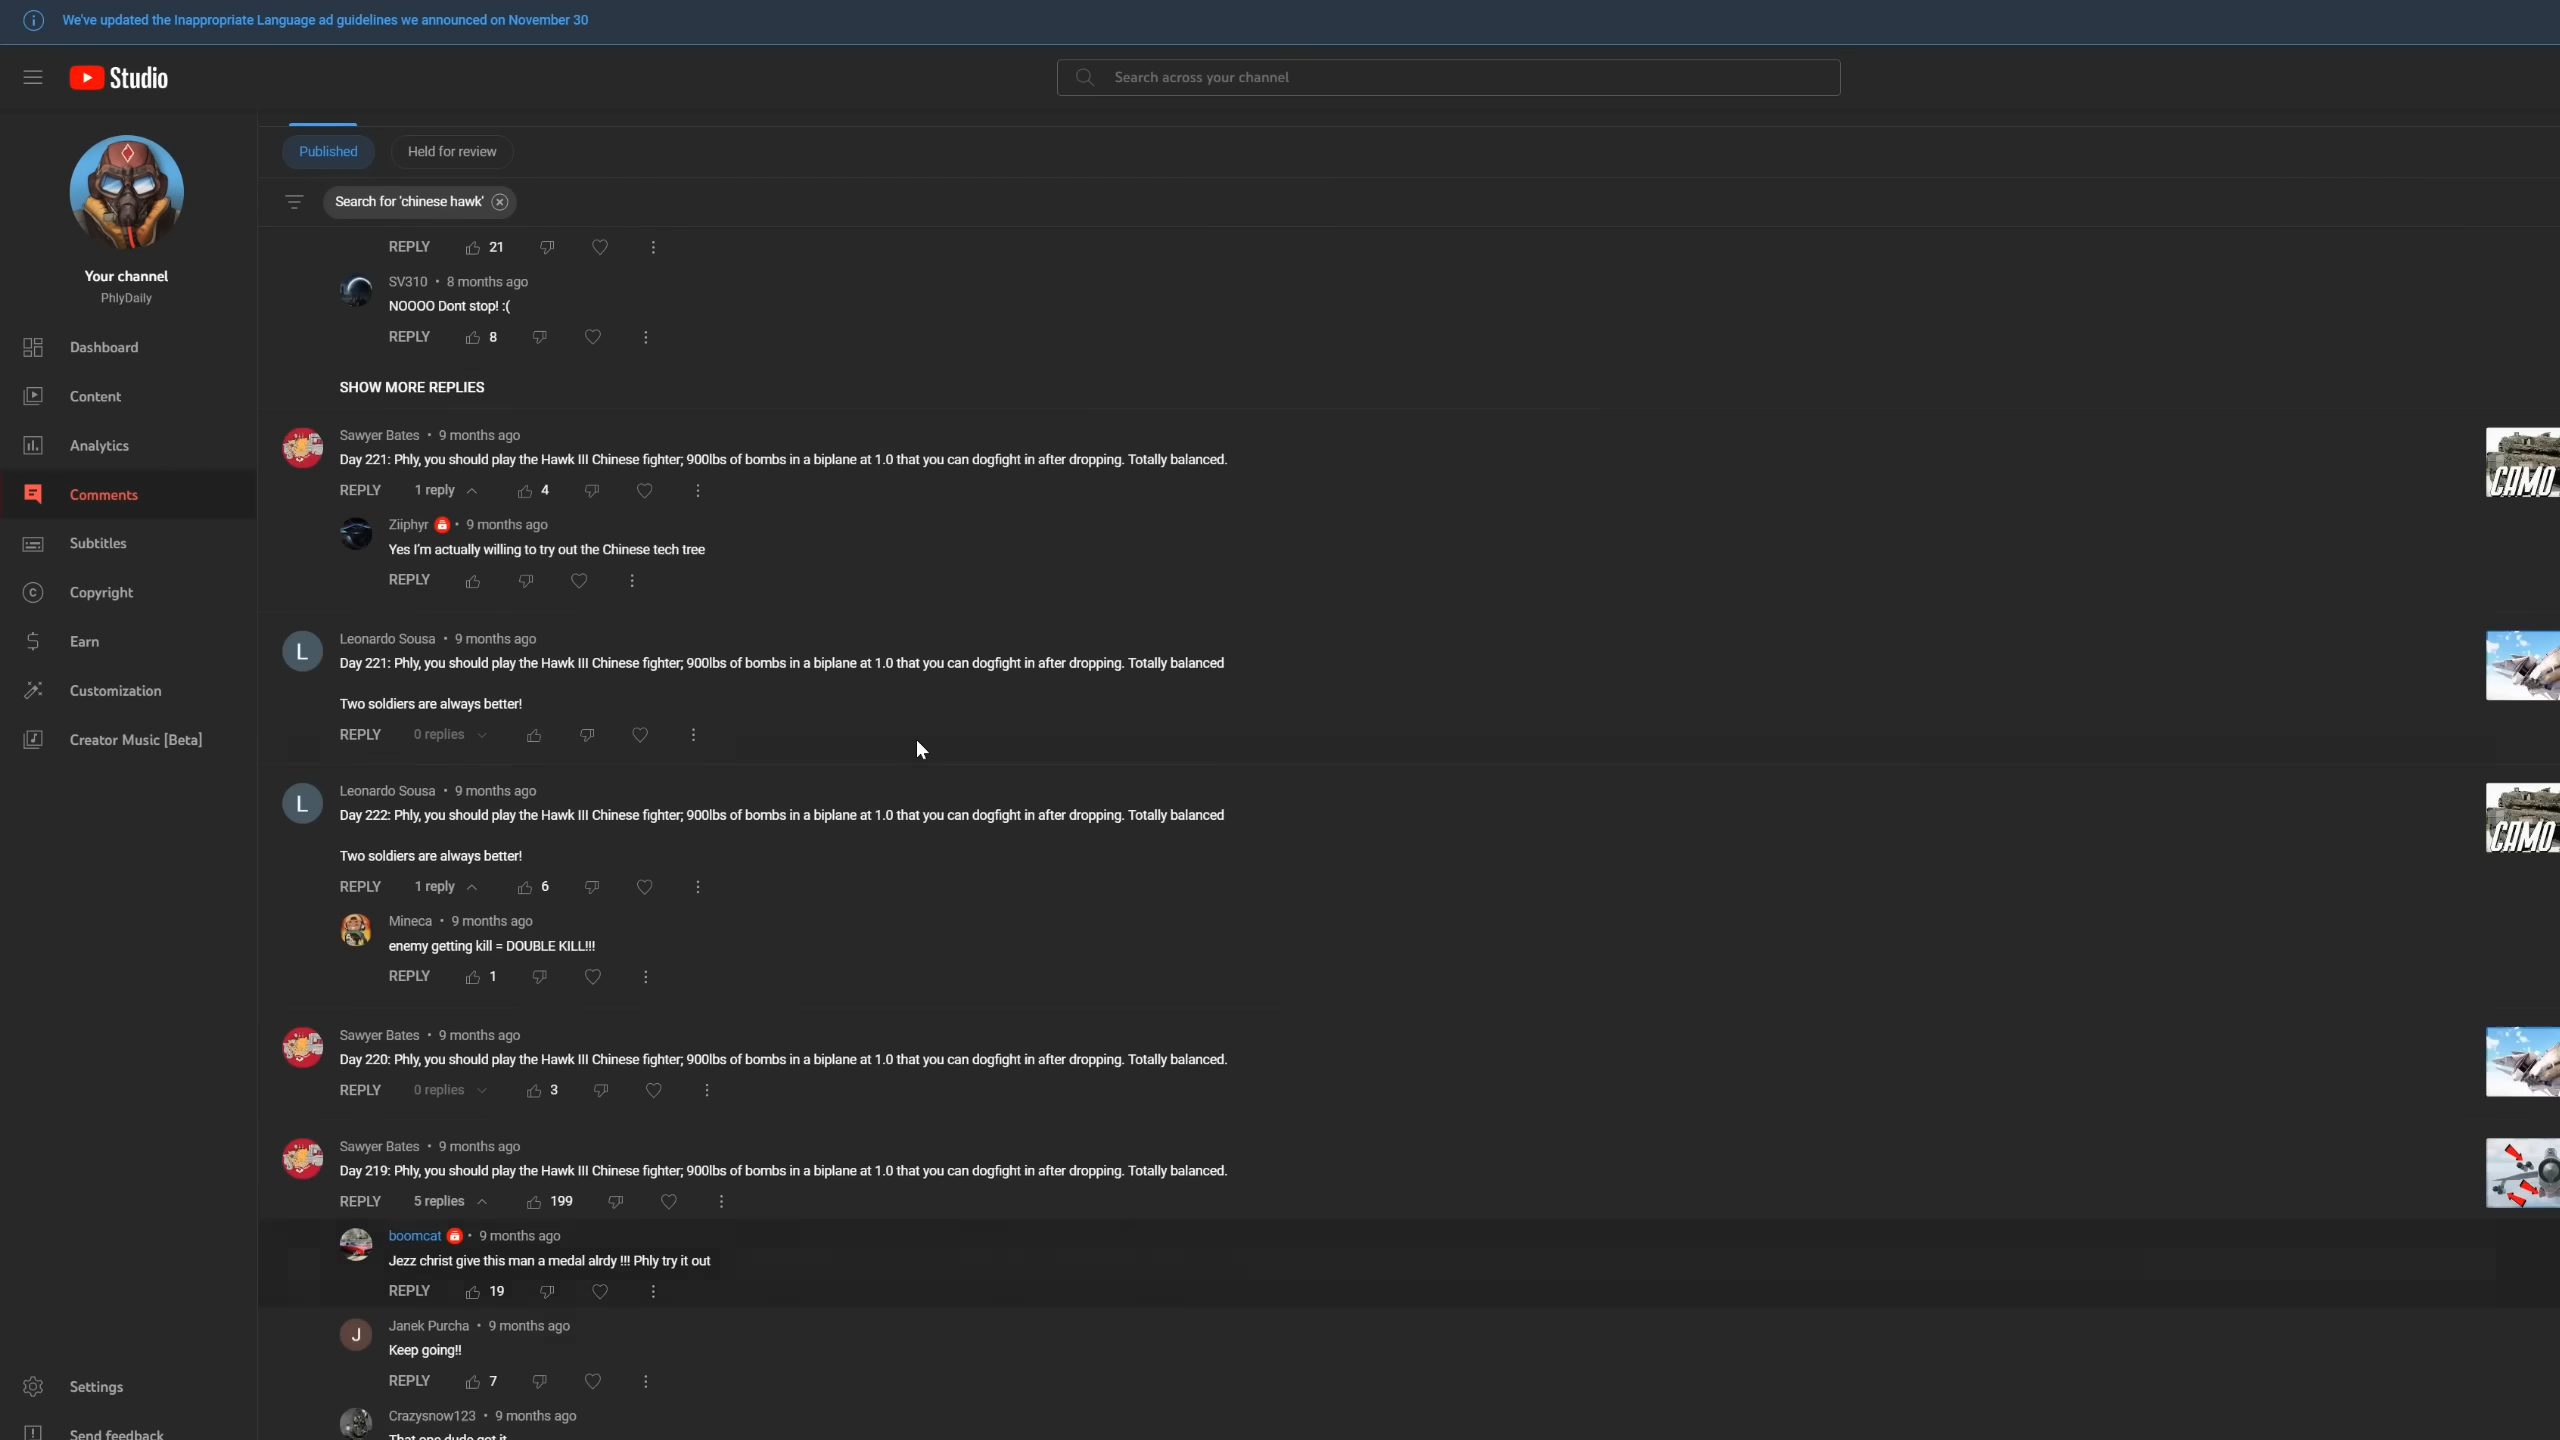 We've updated the Inappropriate Language ad guidelines we announced on November 30
Studio
Search across your channel
Your channel
PhlyDaily
Dashboard
Content
Analytics
Comments
Subtitles
Copyright
Earn
Customization
Creator Music [Beta]
Settings
Send feedback
Published
Held for review
Search for 'chinese hawk'
REPLY 21
SV310 • 8 months ago
NOOOO Dont stop! :(
REPLY 8
SHOW MORE REPLIES
Sawyer Bates • 9 months ago
Day 221: Phly, you should play the Hawk III Chinese fighter; 900lbs of bombs in a biplane at 1.0 that you can dogfight in after dropping. Totally balanced.
REPLY 1 reply 4
CAMO
Ziiphyr • 9 months ago
Yes I'm actually willing to try out the Chinese tech tree
REPLY
L
Leonardo Sousa • 9 months ago
Day 221: Phly, you should play the Hawk III Chinese fighter; 900lbs of bombs in a biplane at 1.0 that you can dogfight in after dropping. Totally balanced
Two soldiers are always better!
REPLY 0 replies
L
Leonardo Sousa • 9 months ago
Day 222: Phly, you should play the Hawk III Chinese fighter; 900lbs of bombs in a biplane at 1.0 that you can dogfight in after dropping. Totally balanced
CAMO
Two soldiers are always better!
REPLY 1 reply 6
Mineca • 9 months ago
enemy getting kill = DOUBLE KILL!!!
REPLY 1
Sawyer Bates • 9 months ago
Day 220: Phly, you should play the Hawk III Chinese fighter; 900lbs of bombs in a biplane at 1.0 that you can dogfight in after dropping. Totally balanced.
REPLY 0 replies 3
Sawyer Bates • 9 months ago
Day 219: Phly, you should play the Hawk III Chinese fighter; 900lbs of bombs in a biplane at 1.0 that you can dogfight in after dropping. Totally balanced.
REPLY 5 replies 199
boomcat • 9 months ago
Jezz christ give this man a medal alrdy !!! Phly try it out
REPLY 19
J
Janek Purcha • 9 months ago
Keep going!!
REPLY 7
Crazysnow123 • 9 months ago
That one dude got it